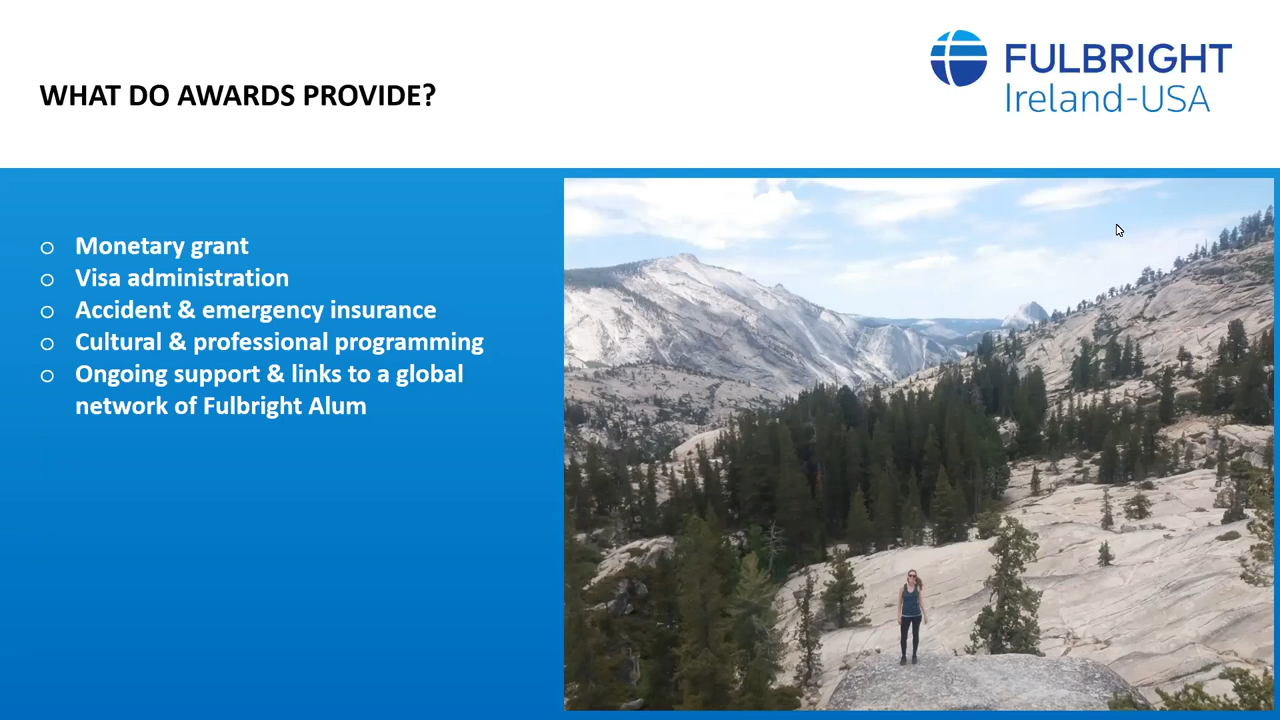 FULBRIGHT
Ireland-USA
WHAT DO AWARDS PROVIDE?
o Monetary grant
o Visa administration
o Accident & emergency insurance
o Cultural & professional programming
o Ongoing support & links to a global
network of Fulbright Alum